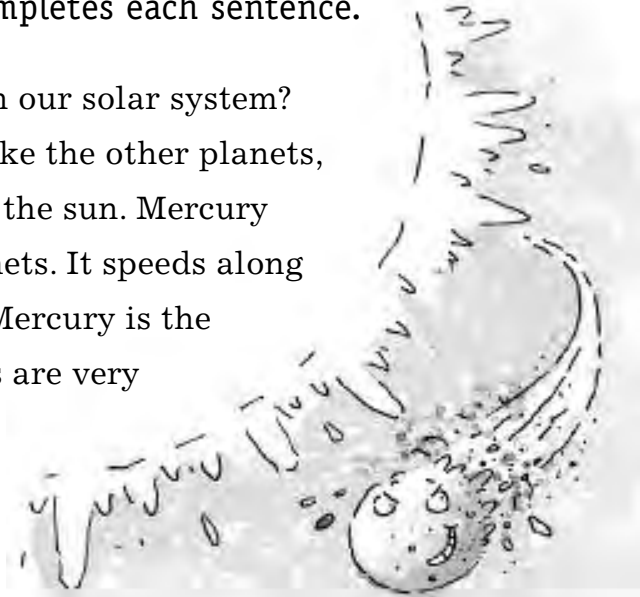 mpletes each sentence.
n our solar system?
ke the other planets,
the sun. Mercury
nets. It speeds along
Mercury is the
s are very